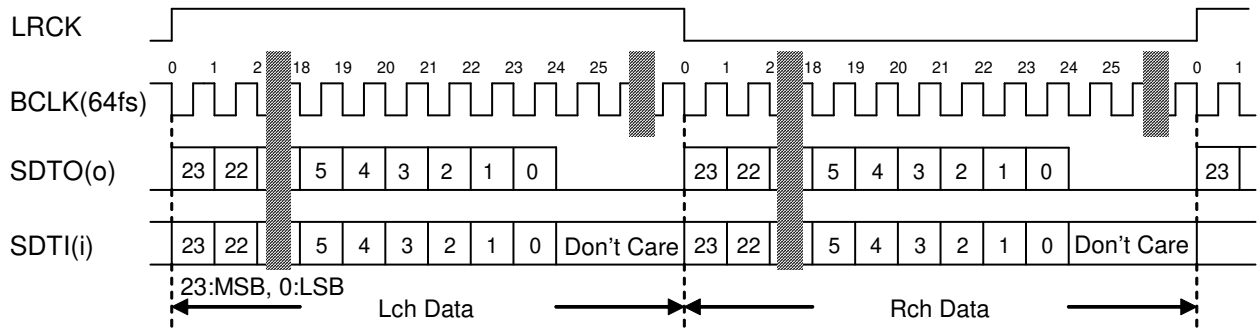 LRCK
0 1 2 18 19 20 21 22 23 24 25 0 1 2 18 19 20 21 22 23 24 25 0 1
BCLK(64fs)
SDTO(o) 23 22 5 4 3 2 1 0 23 22 5 4 3 2 1 0 23
SDTI(i) 23 22 5 4 3 2 1 0 Don't Care 23 22 5 4 3 2 1 0 Don't Care
23:MSB, 0:LSB
Lch Data Rch Data